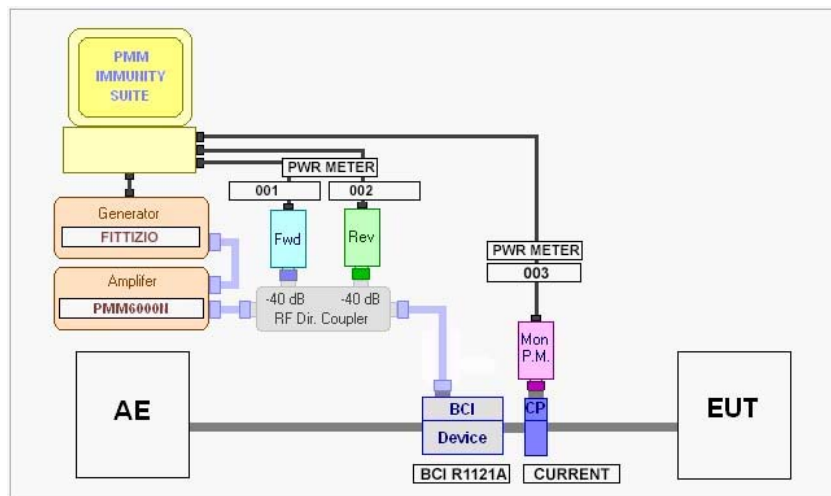 PMM
IMMUNITY
SUITE
PWR METER
001
002
Generator
FITTIZIO
Fwd
Rev
PWR METER
003
Amplifer
PMM6000N
-40 dB
-40 dB
RF Dir. Coupler
Mon
P.M.
AE
BCI
Device
CP
EUT
BCI R1121A
CURRENT